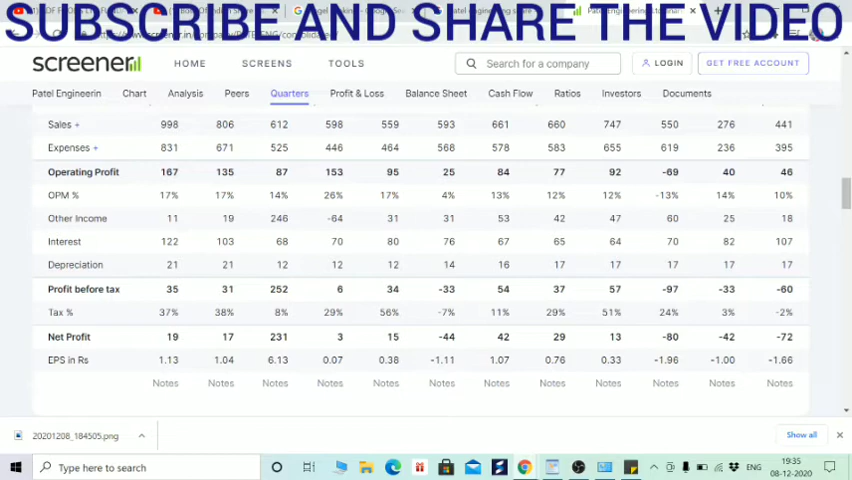 SUBSCRIBE AND SHARE THE VIDEO
screener
HOME
SCREENS
TOOLS
Search for a company
LOGIN
GET FREE ACCOUNT
Patel Engineerin
Chart
Analysis
Peers
Quarters
Profit & Loss
Balance Sheet
Cash Flow
Ratios
Investors
Documents
Sales + 998 806 612 598 559 593 661 660 747 550 276 441
Expenses + 831 671 525 446 464 568 578 583 655 619 236 395
Operating Profit 167 135 87 153 95 25 84 77 92 -69 40 46
OPM % 17% 17% 14% 26% 17% 4% 13% 12% 12% -13% 14% 10%
Other Income 11 19 246 -64 31 31 53 42 47 60 25 18
Interest 122 103 68 70 80 76 67 65 64 70 82 107
Depreciation 21 21 12 12 12 14 16 17 17 17 17 17
Profit before tax 35 31 252 6 34 -33 54 37 57 -97 -33 -60
Tax % 37% 38% 8% 29% 56% -7% 11% 29% 51% 24% 3% -2%
Net Profit 19 17 231 3 15 -44 42 29 13 -80 -42 -72
EPS in Rs 1.13 1.04 6.13 0.07 0.38 -1.11 1.07 0.76 0.33 -1.96 -1.00 -1.66
Notes Notes Notes Notes Notes Notes Notes Notes Notes Notes Notes Notes
20201208_184505.png
Show all
Type here to search
ENG
19:35
08-12-2020